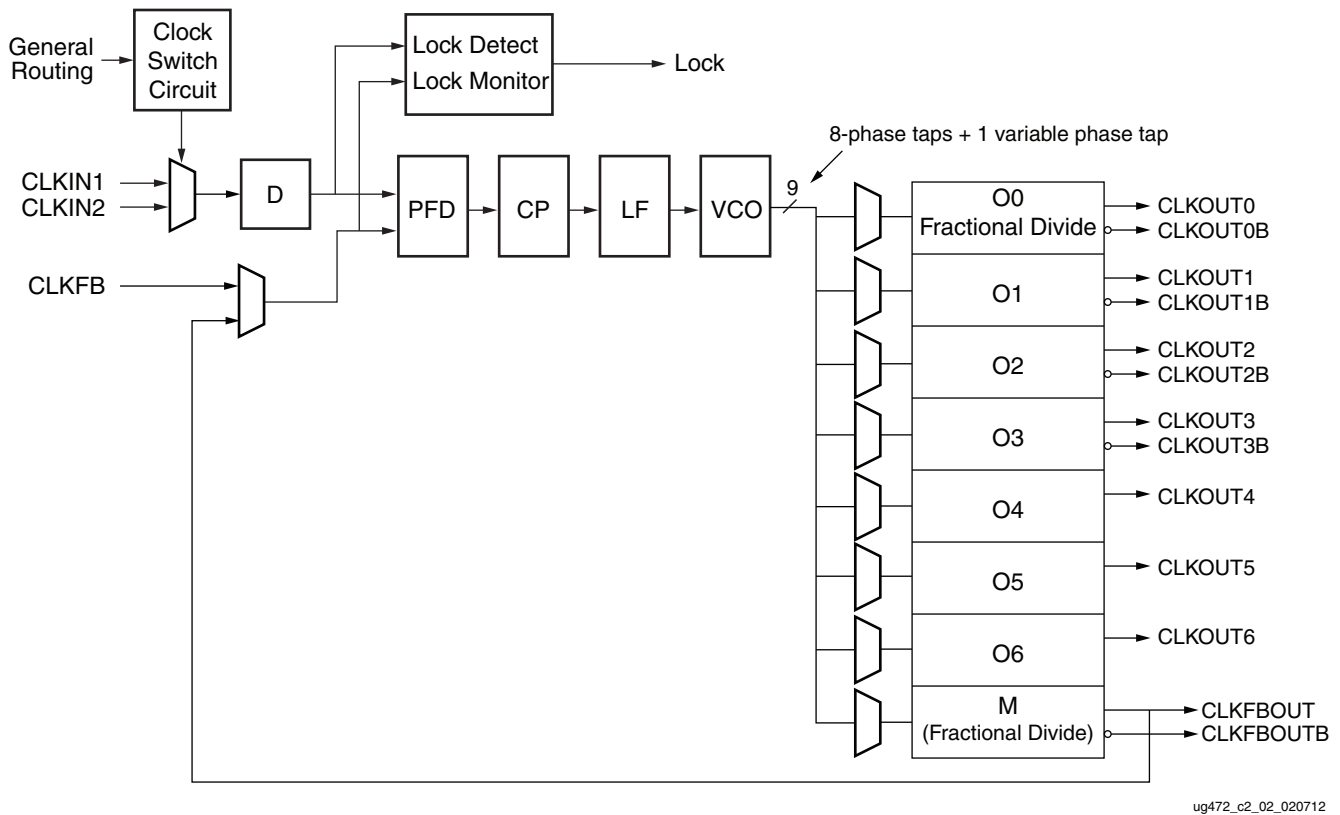 General
Routing
Clock
Switch
Circuit
Lock Detect
Lock Monitor
Lock
8-phase taps + 1 variable phase tap
CLKIN1
CLKIN2
D
PFD
CP
LF
VCO
9
CLKFB
O0
Fractional Divide
CLKOUT0
CLKOUT0B
O1
CLKOUT1
CLKOUT1B
O2
CLKOUT2
CLKOUT2B
O3
CLKOUT3
CLKOUT3B
O4
CLKOUT4
O5
CLKOUT5
O6
CLKOUT6
M
(Fractional Divide)
CLKFBOUT
CLKFBOUTB
ug472_c2_02_020712